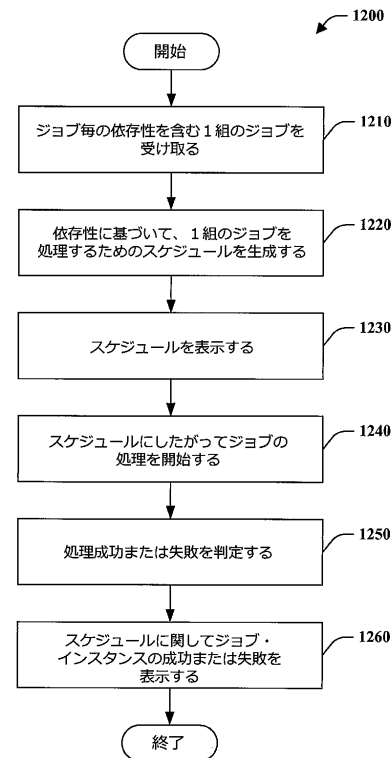 1200
開始
ジョブ毎の依存性を含む１組のジョブを
受け取る
1210
依存性に基づいて、１組のジョブを
処理するためのスケジュールを生成する
1220
スケジュールを表示する
1230
スケジュールにしたがってジョブの
処理を開始する
1240
処理成功または失敗を判定する
1250
スケジュールに関してジョブ・
インスタンスの成功または失敗を
表示する
1260
終了